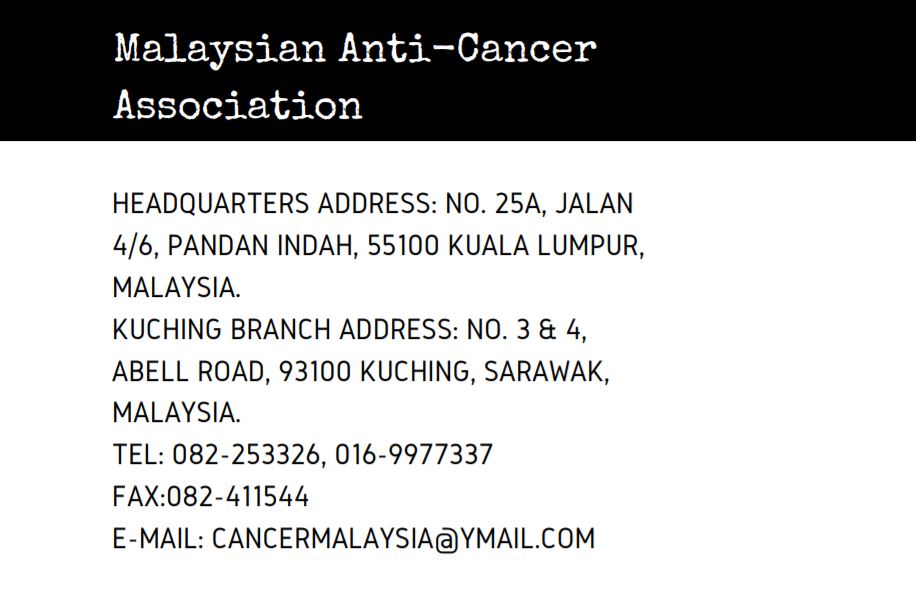 Malaysian Anti-Cancer
Association
HEADQUARTERS ADDRESS: NO. 25A, JALAN
4/6, PANDAN INDAH, 55100 KUALA LUMPUR,
MALAYSIA.
KUCHING BRANCH ADDRESS: NO. 3 & 4,
ABELL ROAD, 93100 KUCHING, SARAWAK,
MALAYSIA.
TEL: 082-253326, 016-9977337
FAX:082-411544
E-MAIL: CANCERMALAYSIA@YMAIL.COM